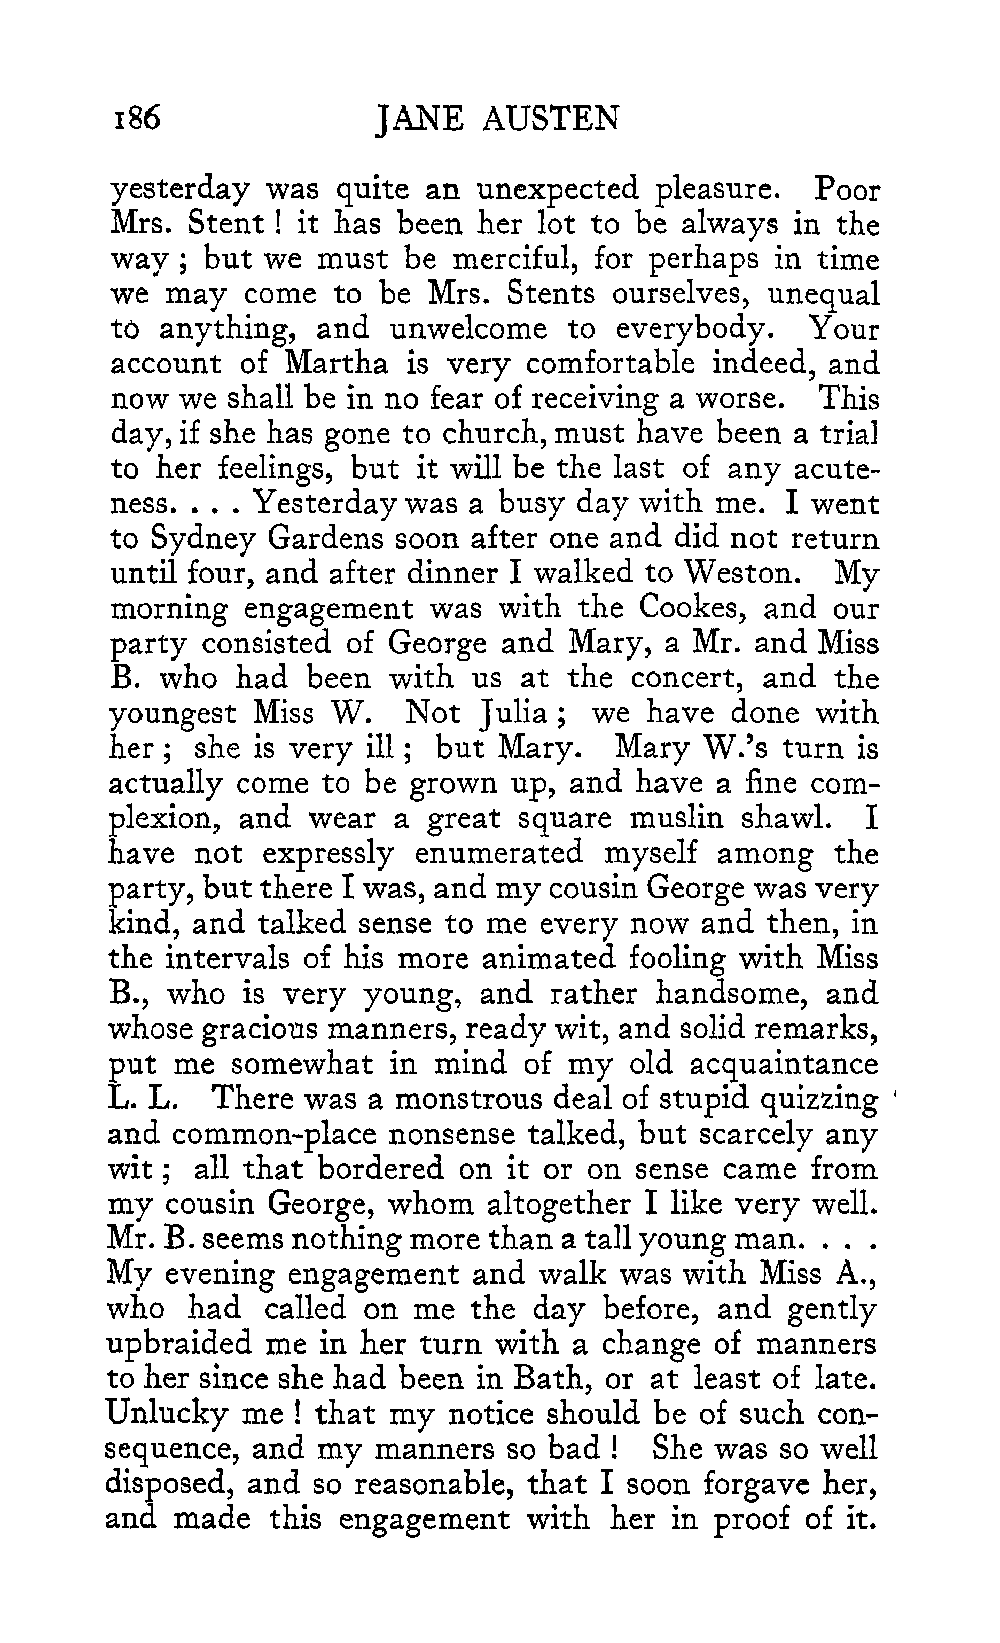 186 JANE AUSTEN
yesterday was quite an unexpected pleasure. Poor
Mrs. Stent ! it has been her lot to be always in the
way ; but we must be merciful, for perhaps in time
we may come to be Mrs. Stents ourselves, unequal
to anything, and unwelcome to everybody. Your
account of Martha is very comfortable indeed, and
now we shall be in no fear of receiving a worse. This
day, if she has gone to church, must have been a trial
to her feelings, but it will be the last of any acute-
ness. . . . Yesterday was a busy day with me. I went
to Sydney Gardens soon after one and did not return
until four, and after dinner I walked to Weston. My
morning engagement was with the Cookes, and our
party consisted of George and Mary, a Mr. and Miss
B. who had been with us at the concert, and the
youngest Miss W. Not Julia ; we have done with
her ; she is very ill ; but Mary. Mary W.'s turn is
actually come to be grown up, and have a fine com-
plexion, and wear a great square muslin shawl. I
have not expressly enumerated myself among the
party, but there I was, and my cousin George was very
kind, and talked sense to me every now and then, in
the intervals of his more animated fooling with Miss
B., who is very young, and rather handsome, and
whose gracious manners, ready wit, and solid remarks,
put me somewhat in mind of my old acquaintance
L. L. There was a monstrous deal of stupid quizzing
and common-place nonsense talked, but scarcely any
wit ; all that bordered on it or on sense came from
my cousin George, whom altogether I like very well.
Mr. B. seems nothing more than a tall young man. . . .
My evening engagement and walk was with Miss A.,
who had called on me the day before, and gently
upbraided me in her turn with a change of manners
to her since she had been in Bath, or at least of late.
Unlucky me ! that my notice should be of such con-
sequence, and my manners so bad ! She was so well
disposed, and so reasonable, that I soon forgave her,
and made this engagement with her in proof of it.